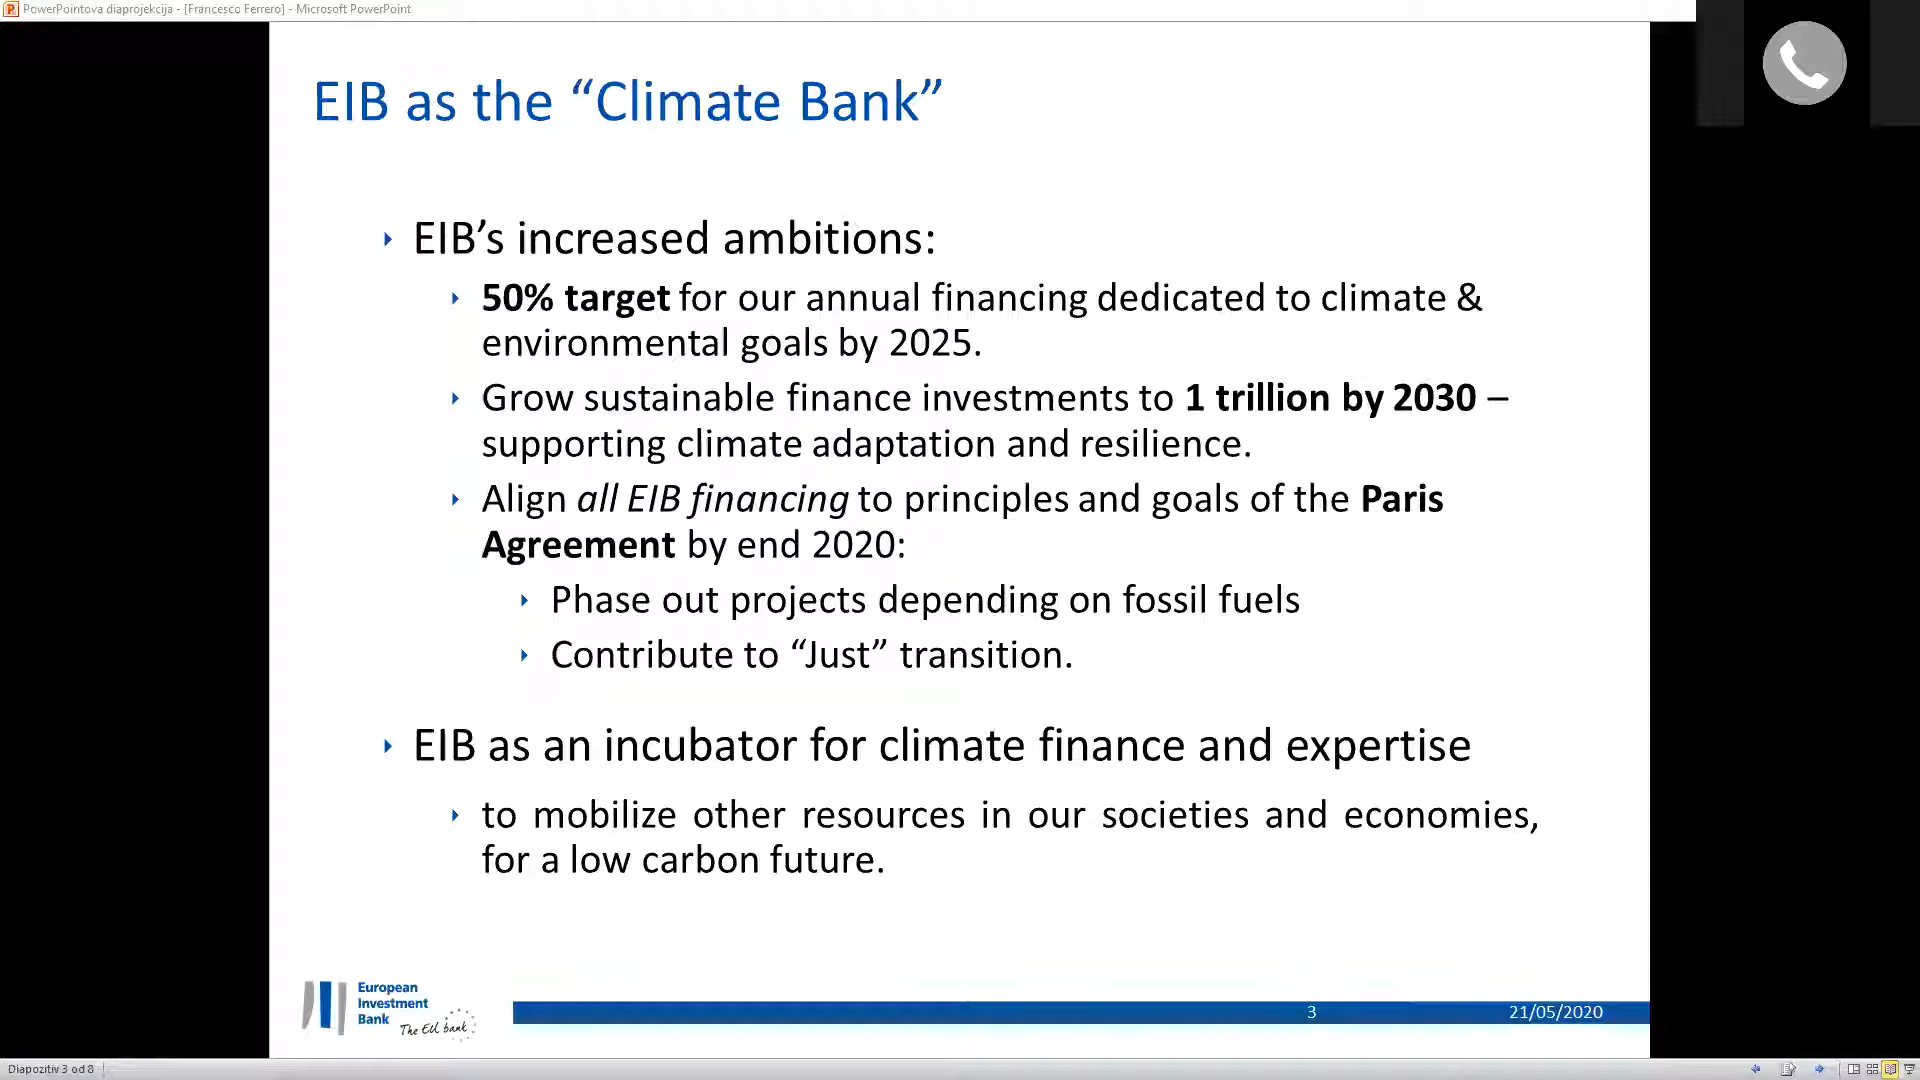 PowerPointova diaprojekcija - [Francesco Ferrero] - Microsoft PowerPoint
EIB as the “Climate Bank”
EIB’s increased ambitions:
50% target for our annual financing dedicated to climate &
environmental goals by 2025.
Grow sustainable finance investments to 1 trillion by 2030 –
supporting climate adaptation and resilience.
Align all EIB financing to principles and goals of the Paris
Agreement by end 2020:
Phase out projects depending on fossil fuels
Contribute to “Just” transition.
EIB as an incubator for climate finance and expertise
to mobilize other resources in our societies and economies,
for a low carbon future.
European
Investment
Bank
The EU bank
3
21/05/2020
Diapozitiv 3 od 8